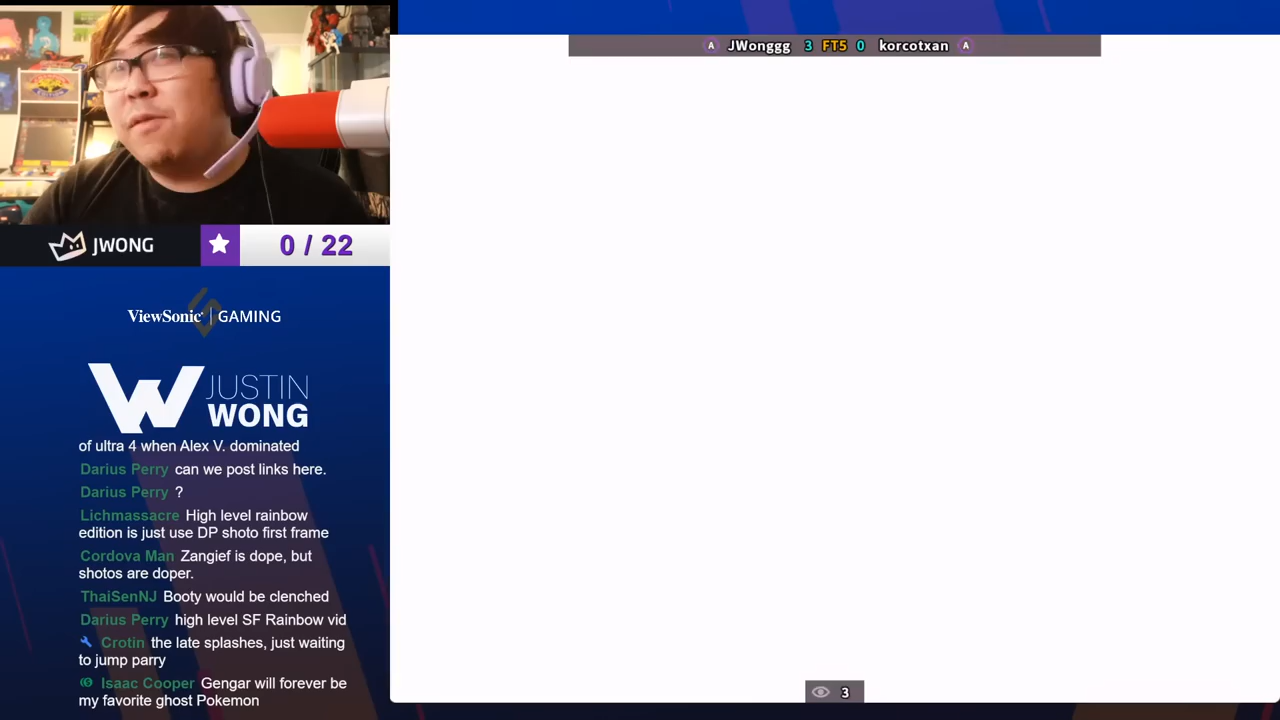 A JWonggg 3 FT5 0 korcotxan A
JWONG
0 / 22
ViewSonic GAMING
W JUSTIN
WONG
of ultra 4 when Alex V. dominated
Darius Perry can we post links here.
Darius Perry ?
Lichmassacre High level rainbow
edition is just use DP shoto first frame
Cordova Man Zangief is dope, but
shotos are doper.
ThaiSenNJ Booty would be clenched
Darius Perry high level SF Rainbow vid
Crotin the late splashes, just waiting
to jump parry
Isaac Cooper Gengar will forever be
my favorite ghost Pokemon
3